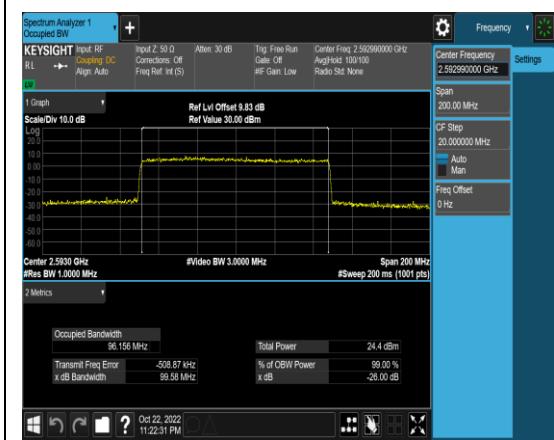 Spectrum Analyzer 1
Occupied BW
Frequency
KEYSIGHT
RL
Input: RF
Coupling: DC
Align: Auto
Input Z: 50 Ω
Corrections: Off
Freq Ref: Int (S)
Atten: 30 dB
Trig: Free Run
Gate: Off
#IF Gain: Low
Center Freq: 2.592990000 GHz
Avg|Hold: 100/100
Radio Std: None
Center Frequency
2.592990000 GHz
Settings
Span
200.00 MHz
CF Step
20.000000 MHz
Auto
Man
Freq Offset
0 Hz
1 Graph
Scale/Div 10.0 dB
Ref Lvl Offset 9.83 dB
Ref Value 30.00 dBm
Log
20.0
10.0
0.00
-10.0
-20.0
-30.0
-40.0
-50.0
-60.0
Center 2.5930 GHz
#Video BW 3.0000 MHz
Span 200 MHz
#Res BW 1.0000 MHz
#Sweep 200 ms (1001 pts)
2 Metrics
Occupied Bandwidth
96.156 MHz
Total Power
24.4 dBm
Transmit Freq Error
-508.87 kHz
% of OBW Power
99.00 %
x dB Bandwidth
99.58 MHz
x dB
-26.00 dB
?
Oct 22, 2022
11:22:31 PM